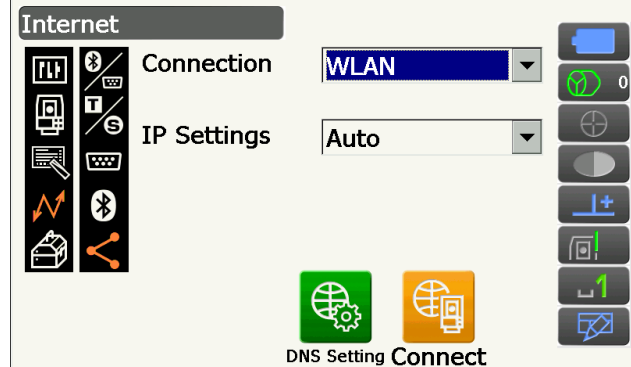 Internet
Connection
WLAN
0
IP Settings
Auto
T
S
1
DNS Setting
Connect